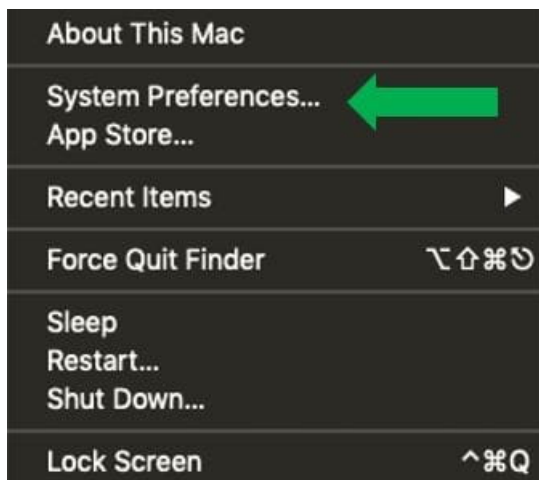 About This Mac
System Preferences...
App Store...
Recent Items ▶
Force Quit Finder ⌥⇧⌘⎋
Sleep
Restart...
Shut Down...
Lock Screen ^⌘Q